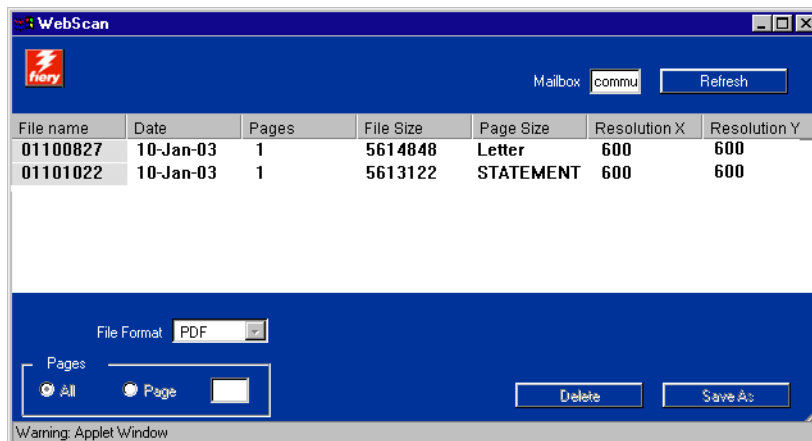 WebScan
fiery
Mailbox commu Refresh
File name Date Pages File Size Page Size Resolution X Resolution Y
01100827 10-Jan-03 1 5614848 Letter 600 600
01101022 10-Jan-03 1 5613122 STATEMENT 600 600
File Format PDF
Pages
All Page
Delete Save As
Warning: Applet Window